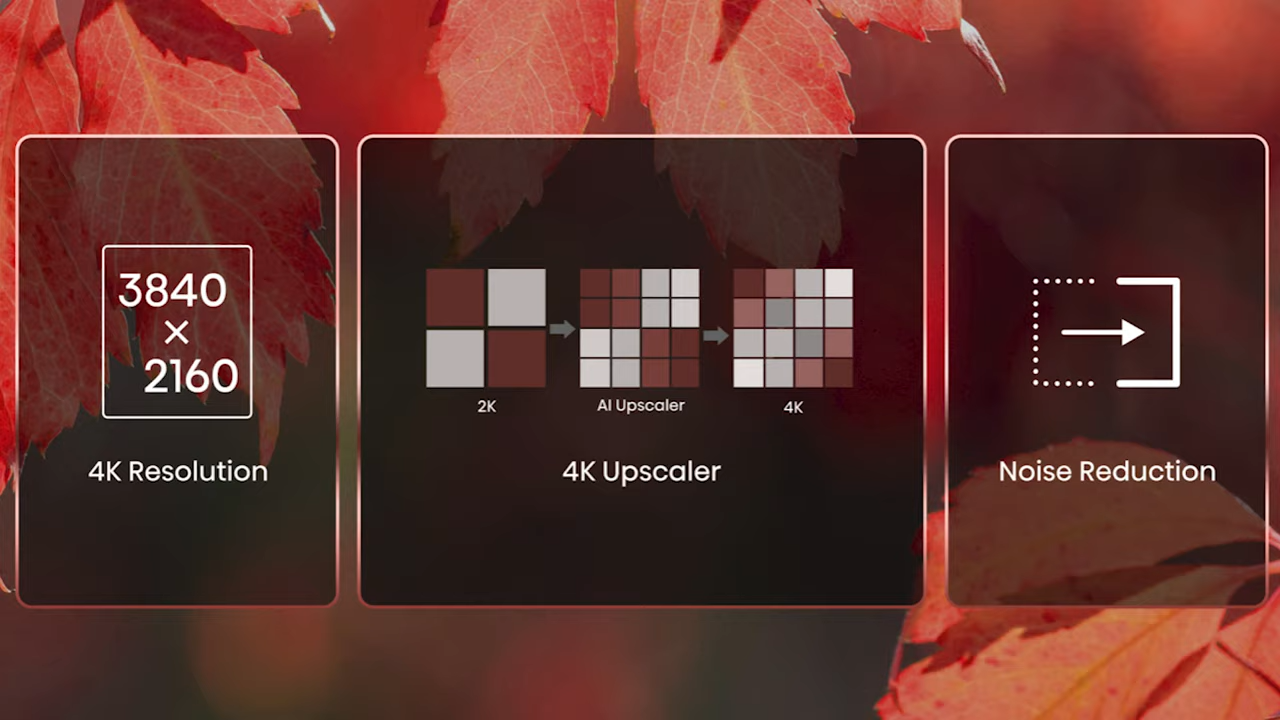 3840
×
2160
4K Resolution
2K
AI Upscaler
4K
4K Upscaler
Noise Reduction